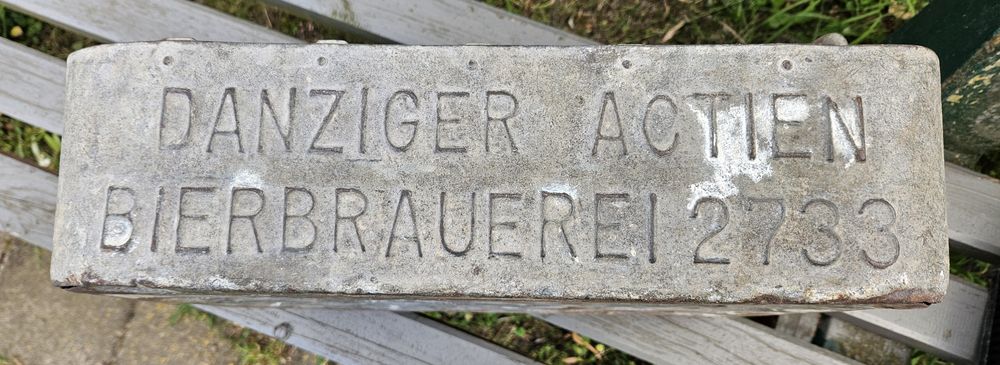 DANZIGER ACTIEN
BIERBRAUEREI 2733